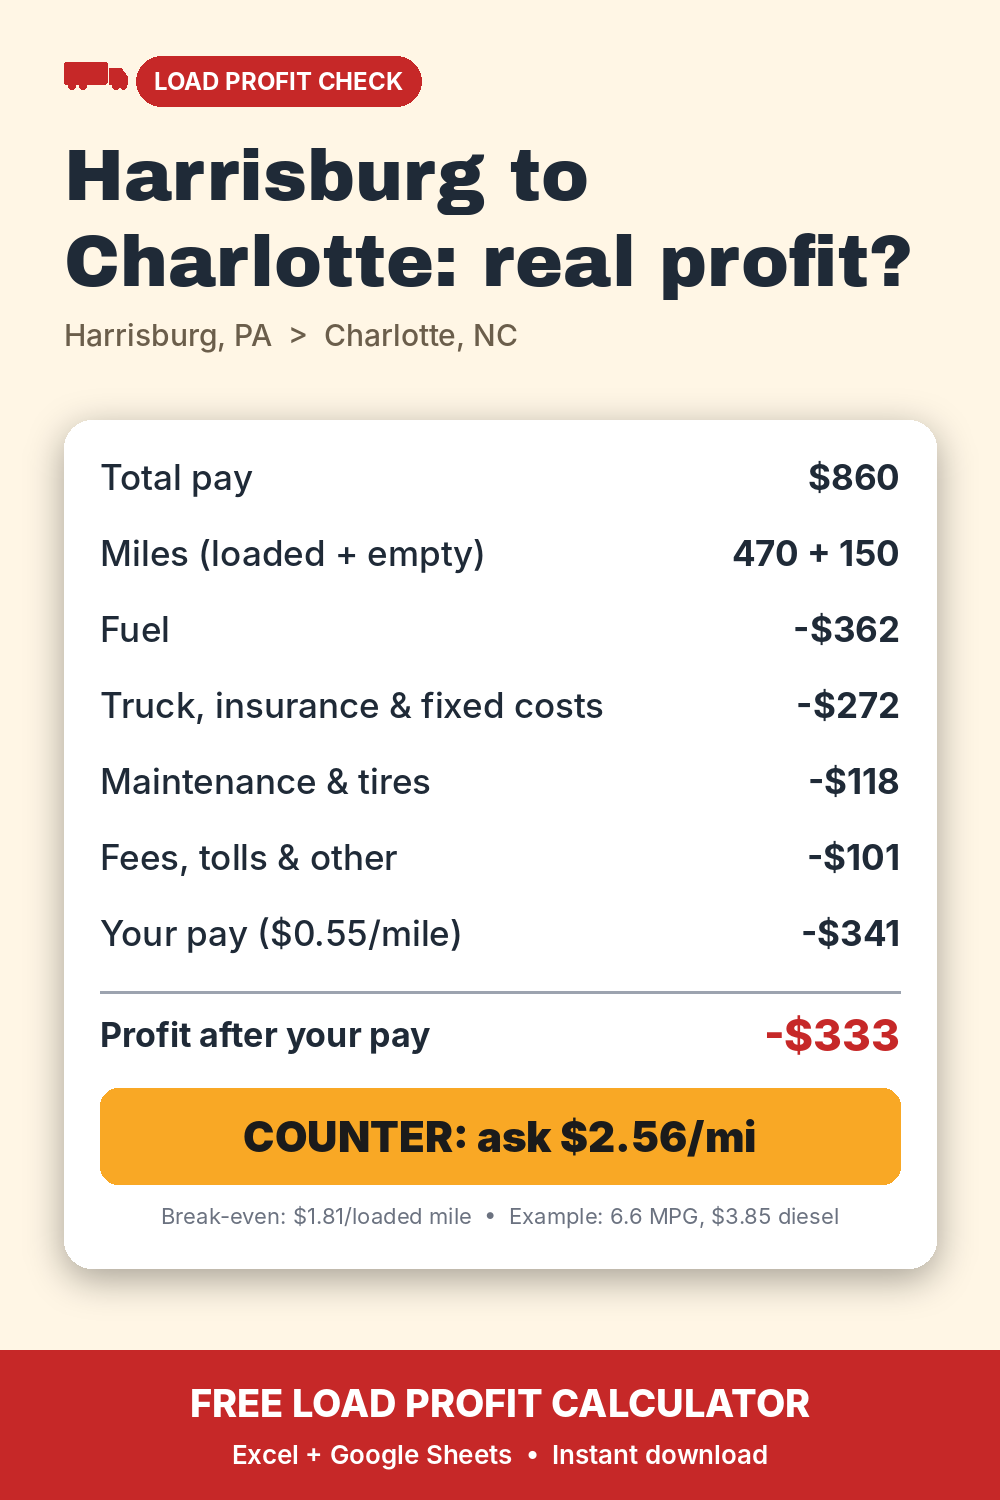 LOAD PROFIT CHECK
Harrisburg to
Charlotte: real profit?
Harrisburg, PA > Charlotte, NC
Total pay $860
Miles (loaded + empty) 470 + 150
Fuel -$362
Truck, insurance & fixed costs -$272
Maintenance & tires -$118
Fees, tolls & other -$101
Your pay ($0.55/mile) -$341
Profit after your pay -$333
COUNTER: ask $2.56/mi
Break-even: $1.81/loaded mile • Example: 6.6 MPG, $3.85 diesel
FREE LOAD PROFIT CALCULATOR
Excel + Google Sheets • Instant download